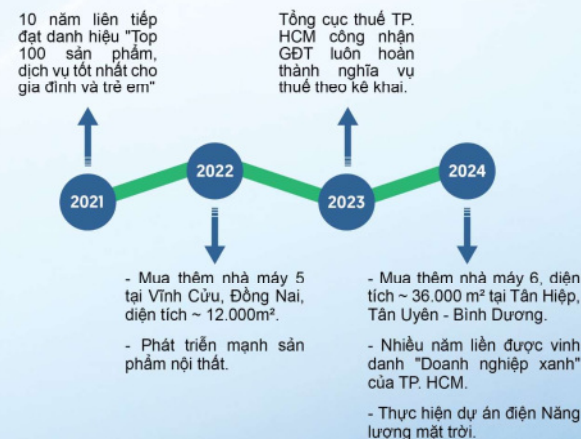 10 năm liên tiếp
đạt danh hiệu "Top
100 sản phẩm,
dịch vụ tốt nhất cho
gia đình và trẻ em"
Tổng cục thuế TP.
HCM công nhận
GĐT luôn hoàn
thành nghĩa vụ
thuế theo kê khai.
2021
2022
2023
2024
- Mua thêm nhà máy 5
tại Vĩnh Cửu, Đồng Nai,
diện tích ~ 12.000m².
- Phát triễn mạnh sản
phẩm nội thất.
- Mua thêm nhà máy 6, diện
tích ~ 36.000 m² tại Tân Hiệp,
Tân Uyên - Bình Dương.
- Nhiều năm liền được vinh
danh "Doanh nghiệp xanh"
của TP. HCM.
- Thực hiện dự án điện Năng
lượng mặt trời.